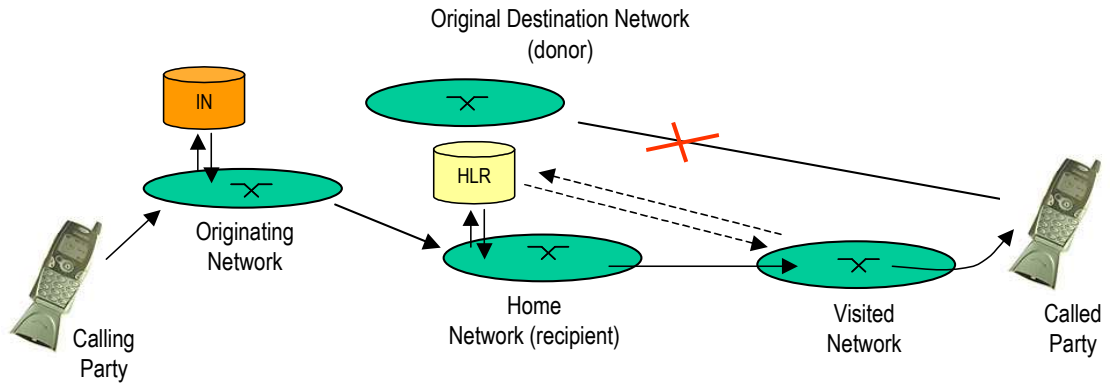 Original Destination Network
(donor)
IN
HLR
Originating
Network
Home
Network (recipient)
Visited
Network
Called
Party
Calling
Party